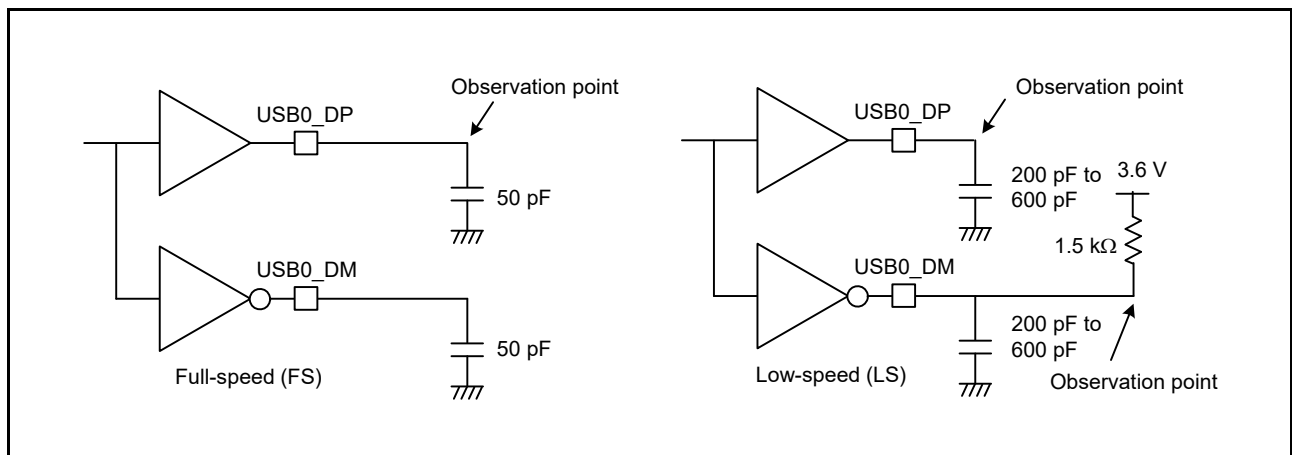 Observation point
USB0_DP
50 pF
USB0_DM
50 pF
Full-speed (FS)
Observation point
USB0_DP
200 pF to
600 pF
3.6 V
1.5 kΩ
USB0_DM
200 pF to
600 pF
Low-speed (LS)
Observation point